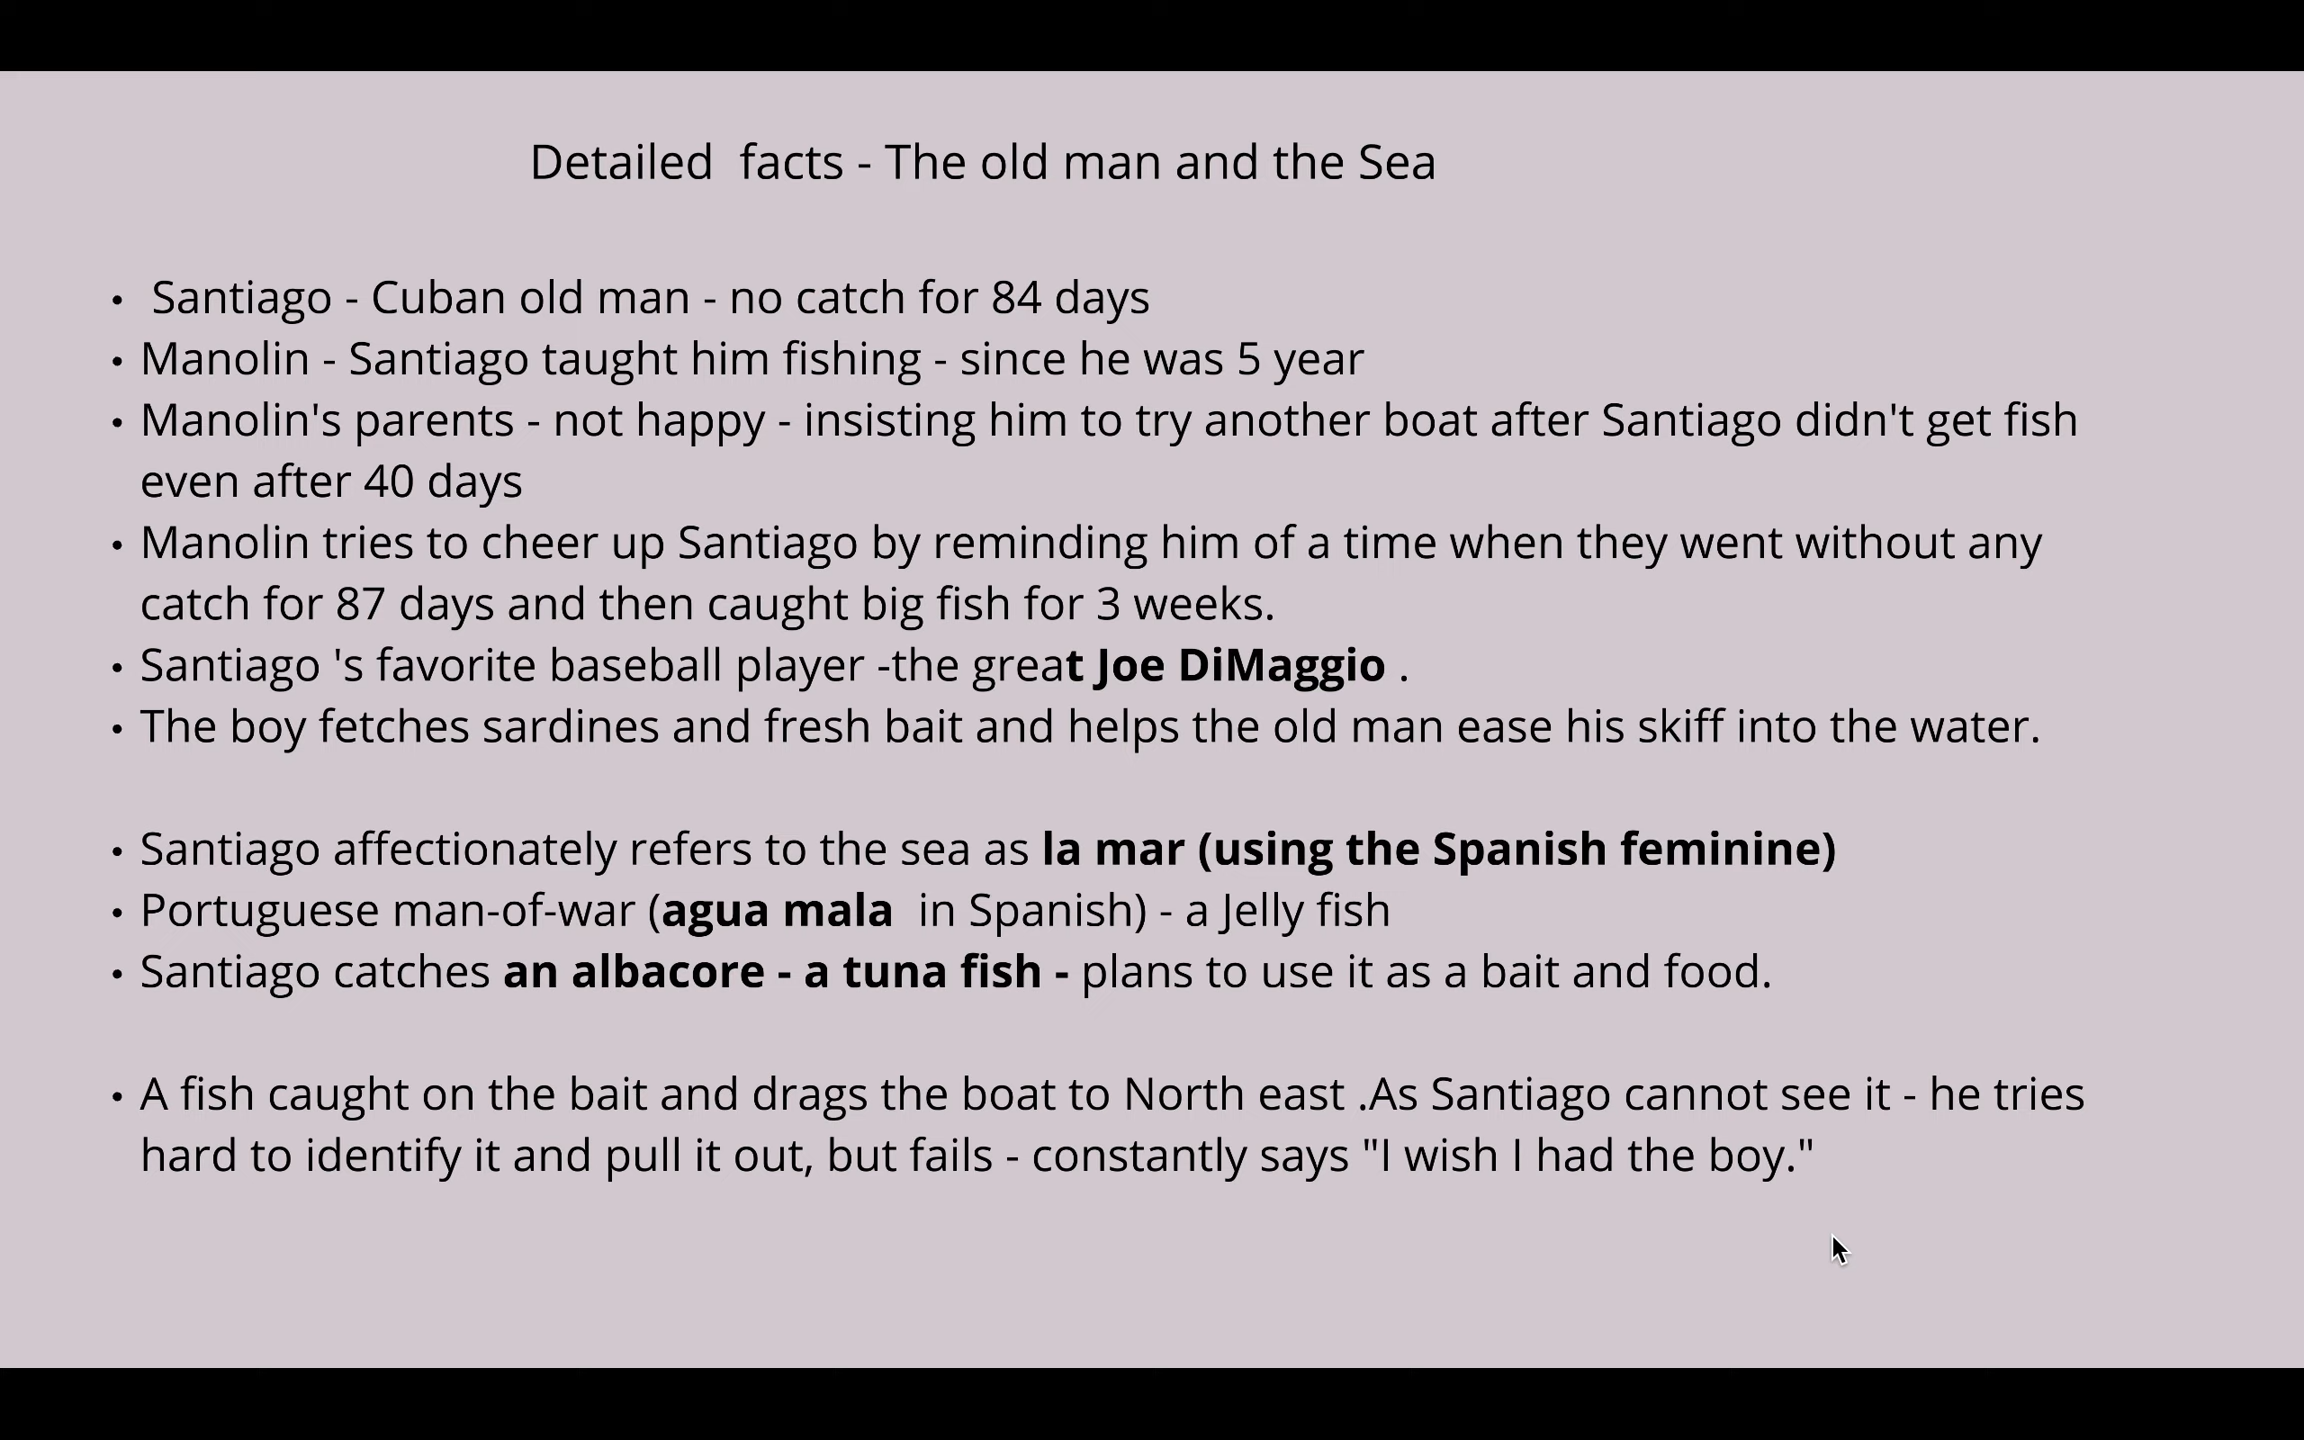 Detailed  facts - The old man and the Sea
• Santiago - Cuban old man - no catch for 84 days
• Manolin - Santiago taught him fishing - since he was 5 year
• Manolin's parents - not happy - insisting him to try another boat after Santiago didn't get fish
even after 40 days
• Manolin tries to cheer up Santiago by reminding him of a time when they went without any
catch for 87 days and then caught big fish for 3 weeks.
• Santiago 's favorite baseball player -the great Joe DiMaggio .
• The boy fetches sardines and fresh bait and helps the old man ease his skiff into the water.
• Santiago affectionately refers to the sea as la mar (using the Spanish feminine)
• Portuguese man-of-war (agua mala  in Spanish) - a Jelly fish
• Santiago catches an albacore - a tuna fish - plans to use it as a bait and food.
• A fish caught on the bait and drags the boat to North east .As Santiago cannot see it - he tries
hard to identify it and pull it out, but fails - constantly says "I wish I had the boy."